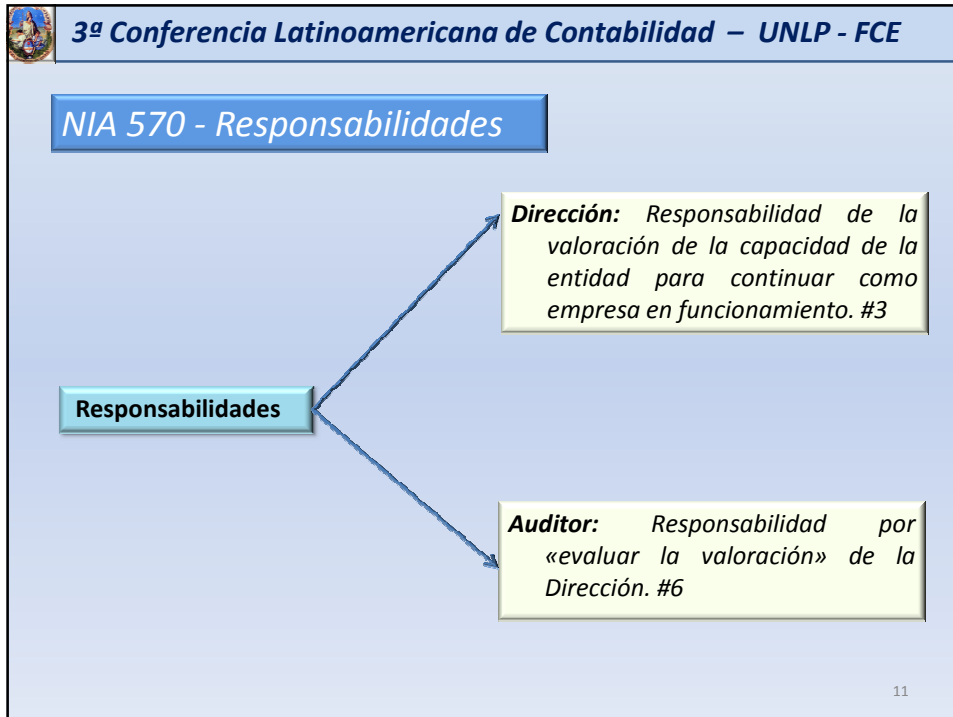 3ª Conferencia Latinoamericana de Contabilidad – UNLP - FCE
NIA 570 - Responsabilidades
Dirección: Responsabilidad de la
valoración de la capacidad de la
entidad para continuar como
empresa en funcionamiento. #3
Responsabilidades
Auditor: Responsabilidad por
«evaluar la valoración» de la
Dirección. #6
11